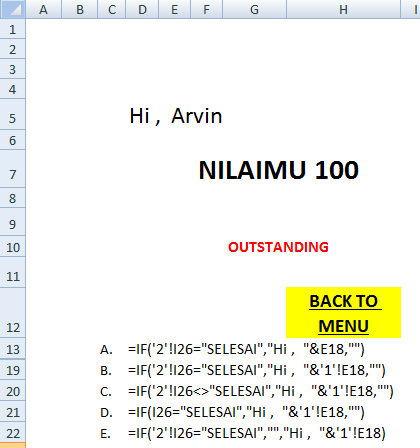 A B C D E F G H I
1
2
3
4
5 Hi ,  Arvin
6
7 NILAIMU 100
8
9
10 OUTSTANDING
11
BACK TO
12 MENU
13 A. =IF('2'!I26="SELESAI","Hi ,  "&E18,"")
19 B. =IF('2'!I26="SELESAI","Hi ,  "&'1'!E18,"")
20 C. =IF('2'!I26<>"SELESAI","Hi ,  "&'1'!E18,"")
21 D. =IF(I26="SELESAI","Hi ,  "&'1'!E18,"")
22 E. =IF('2'!I26="SELESAI","","Hi ,  "&'1'!E18)